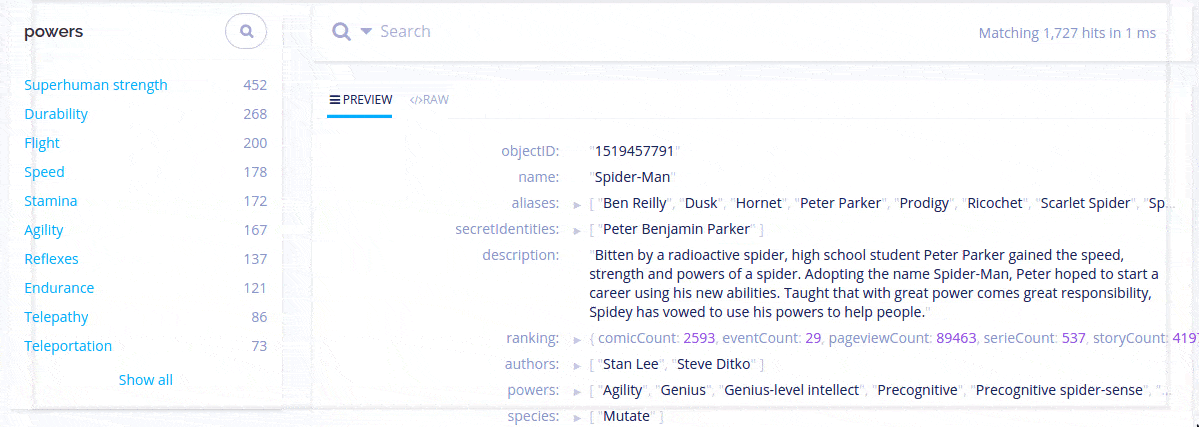 powers
Superhuman strength 452
Durability 268
Flight 200
Speed 178
Stamina 172
Agility 167
Reflexes 137
Endurance 121
Telepathy 86
Teleportation 73
Show all
Search
Matching 1,727 hits in 1 ms
PREVIEW </>RAW
objectID: "1519457791"
name: "Spider-Man"
aliases: ▶ [ "Ben Reilly", "Dusk", "Hornet", "Peter Parker", "Prodigy", "Ricochet", "Scarlet Spider", "Sp...
secretIdentities: ▶ [ "Peter Benjamin Parker" ]
description: "Bitten by a radioactive spider, high school student Peter Parker gained the speed,
strength and powers of a spider. Adopting the name Spider-Man, Peter hoped to start a
career using his new abilities. Taught that with great power comes great responsibility,
Spidey has vowed to use his powers to help people."
ranking: ▶ { comicCount: 2593, eventCount: 29, pageviewCount: 89463, serieCount: 537, storyCount: 4197
authors: ▶ [ "Stan Lee", "Steve Ditko" ]
powers: ▶ [ "Agility", "Genius", "Genius-level intellect", "Precognitive", "Precognitive spider-sense", "...
species: ▶ [ "Mutate" ]